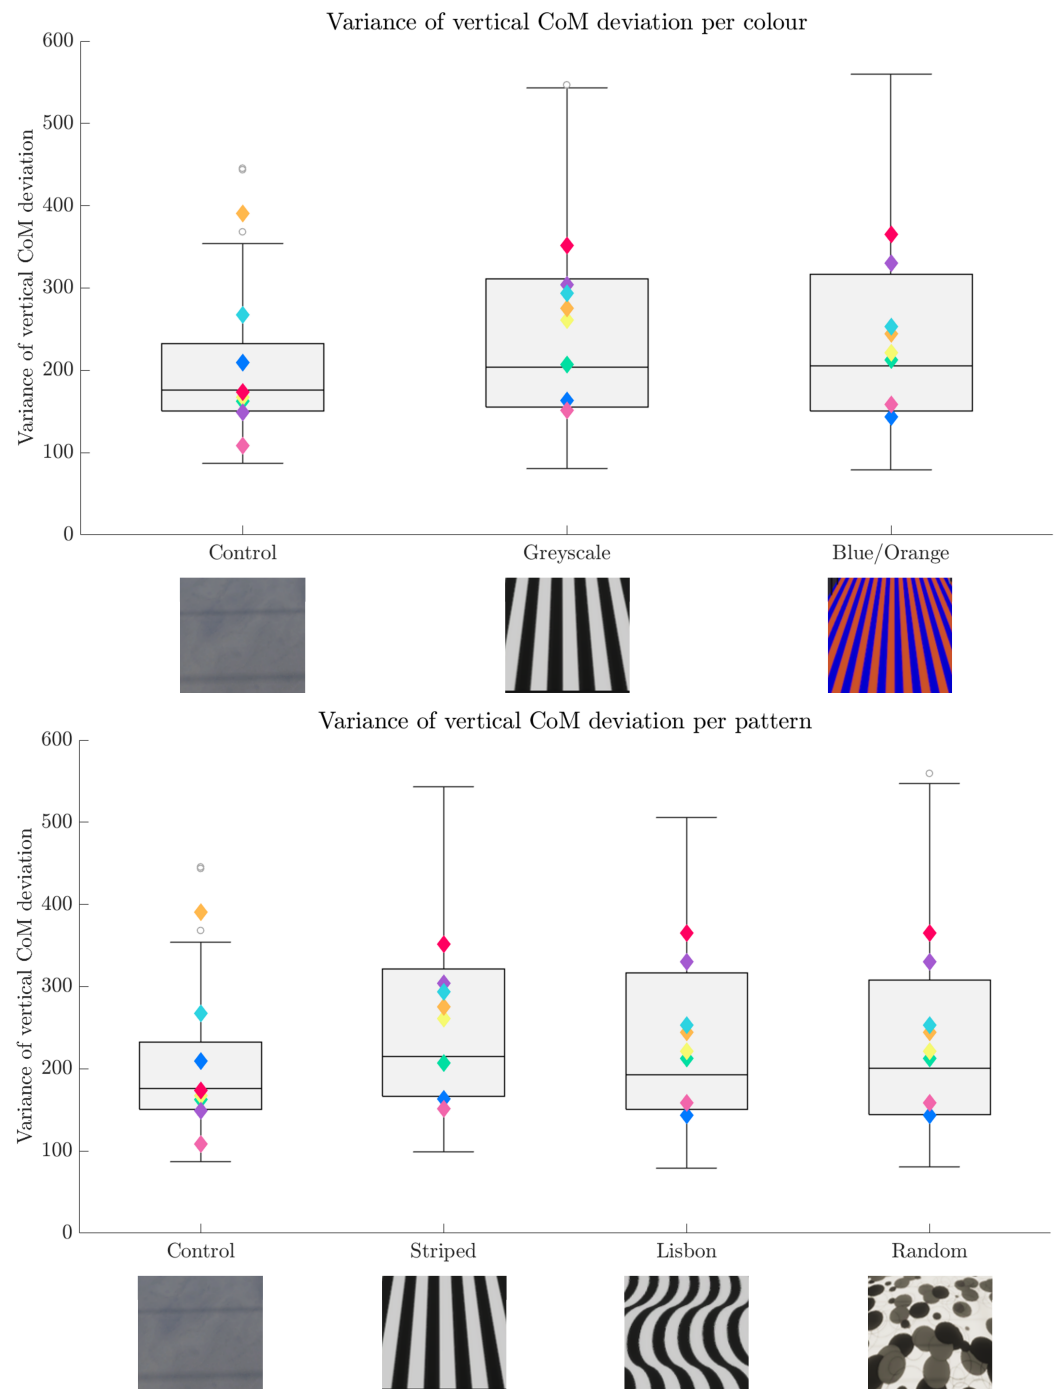 Variance of vertical CoM deviation per colour
600
500
400
300
200
100
0
Variance of vertical CoM deviation
Control Greyscale Blue/Orange
Variance of vertical CoM deviation per pattern
600
500
400
300
200
100
0
Variance of vertical CoM deviation
Control Striped Lisbon Random